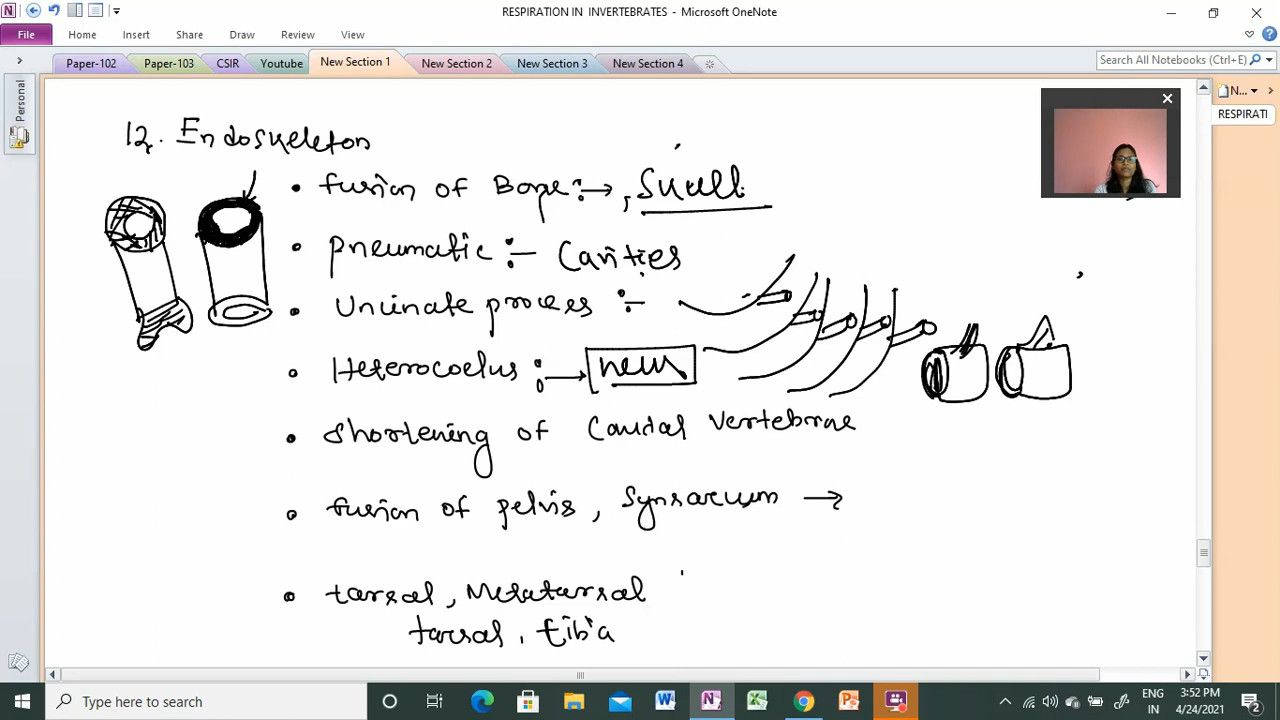 RESPIRATION IN INVERTEBRATES - Microsoft OneNote
File Home Insert Share Draw Review View
Paper-102 Paper-103 CSIR Youtube New Section 1 New Section 2 New Section 3 New Section 4 Search All Notebooks (Ctrl+E)
Personal
N...
RESPIRATI
12. Endoskeleton
• fusion of Bone :→ , Skull
• Pneumatic :- Cavities
• Uncinate process :-
• Heterocoelus :→ neck
• Shortening of Caudal Vertebrae
• fusion of pelvis, Synsacrum →
• tarsal, Metatarsal
tarsal, tibia
Type here to search
ENG
IN
3:52 PM
4/24/2021
2